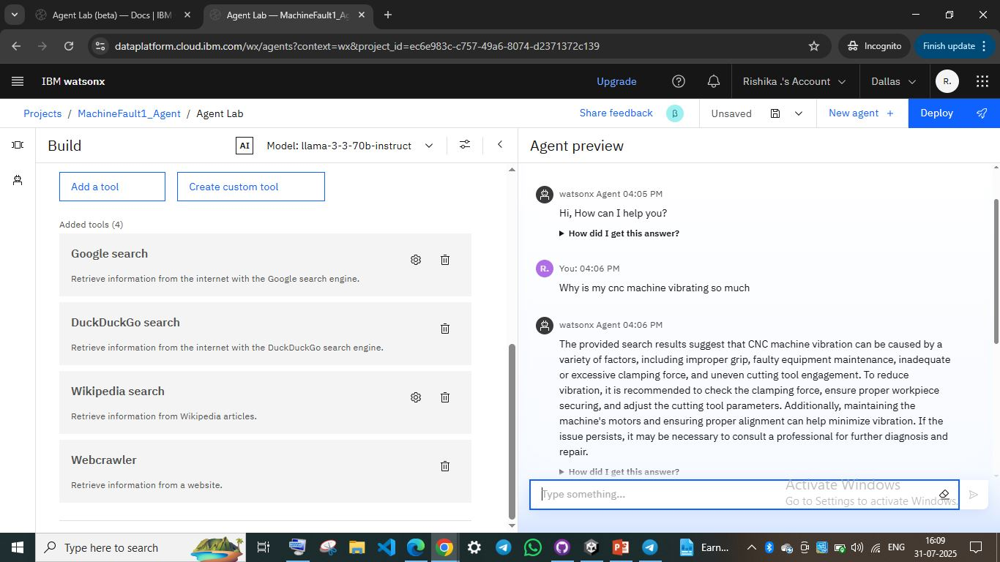 Agent Lab (beta) — Docs | IBM
Agent Lab — MachineFault1_Ag
dataplatform.cloud.ibm.com/wx/agents?context=wx&project_id=ec6e983c-c757-49a6-8074-d2371372c139
Incognito
Finish update
IBM watsonx
Upgrade
Rishika .'s Account
Dallas
R.
Projects / MachineFault1_Agent / Agent Lab
Share feedback
β
Unsaved
New agent +
Deploy
Build
AI
Model: llama-3-3-70b-instruct
Agent preview
Add a tool
Create custom tool
Added tools (4)
Google search
Retrieve information from the internet with the Google search engine.
DuckDuckGo search
Retrieve information from the internet with the DuckDuckGo search engine.
Wikipedia search
Retrieve information from Wikipedia articles.
Webcrawler
Retrieve information from a website.
watsonx Agent 04:05 PM
Hi, How can I help you?
How did I get this answer?
R.
You: 04:06 PM
Why is my cnc machine vibrating so much
watsonx Agent 04:06 PM
The provided search results suggest that CNC machine vibration can be caused by a
variety of factors, including improper grip, faulty equipment maintenance, inadequate
or excessive clamping force, and uneven cutting tool engagement. To reduce
vibration, it is recommended to check the clamping force, ensure proper workpiece
securing, and adjust the cutting tool parameters. Additionally, maintaining the
machine's motors and ensuring proper alignment can help minimize vibration. If the
issue persists, it may be necessary to consult a professional for further diagnosis and
repair.
How did I get this answer?
Type something...
Activate Windows
Go to Settings to activate Windows.
Type here to search
Earn...
ENG
16:09
31-07-2025